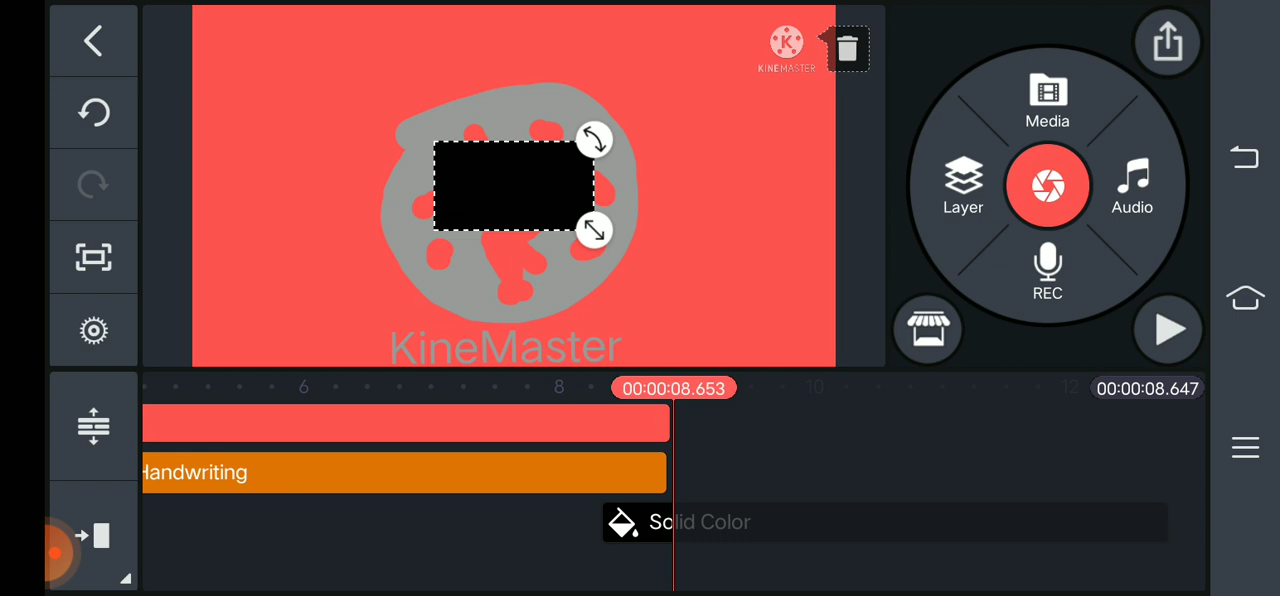 K
KINEMASTER
Media
Layer
Audio
REC
KineMaster
6
8
00:00:08.653
10
12
00:00:08.647
Handwriting
Solid Color